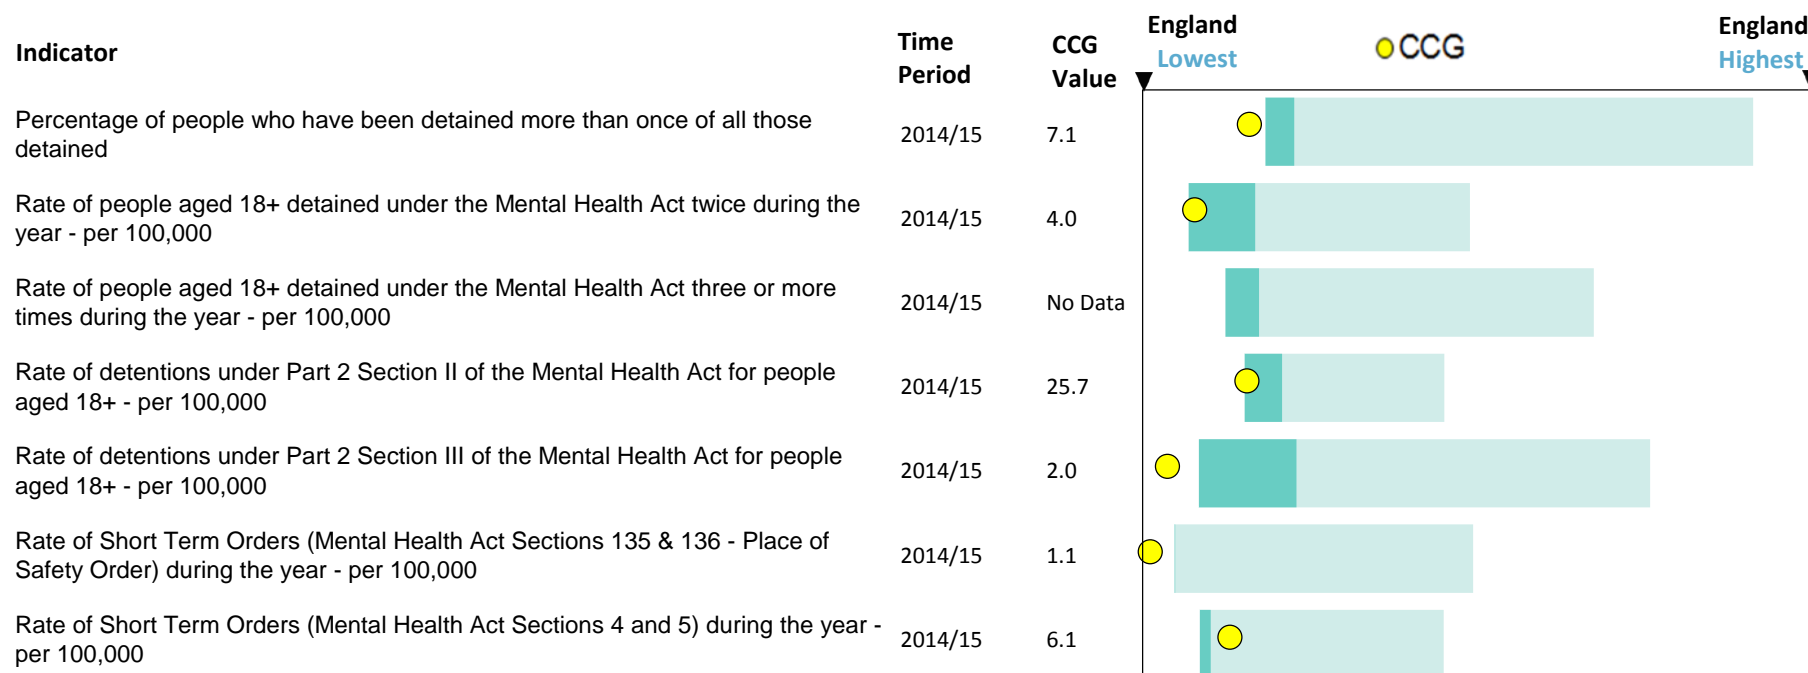 Indicator
Time Period
CCG Value
England Lowest
CCG
England Highest
Percentage of people who have been detained more than once of all those
detained
2014/15
7.1
Rate of people aged 18+ detained under the Mental Health Act twice during the
year - per 100,000
2014/15
4.0
Rate of people aged 18+ detained under the Mental Health Act three or more
times during the year - per 100,000
2014/15
No Data
Rate of detentions under Part 2 Section II of the Mental Health Act for people
aged 18+ - per 100,000
2014/15
25.7
Rate of detentions under Part 2 Section III of the Mental Health Act for people
aged 18+ - per 100,000
2014/15
2.0
Rate of Short Term Orders (Mental Health Act Sections 135 & 136 - Place of
Safety Order) during the year - per 100,000
2014/15
1.1
Rate of Short Term Orders (Mental Health Act Sections 4 and 5) during the year -
per 100,000
2014/15
6.1